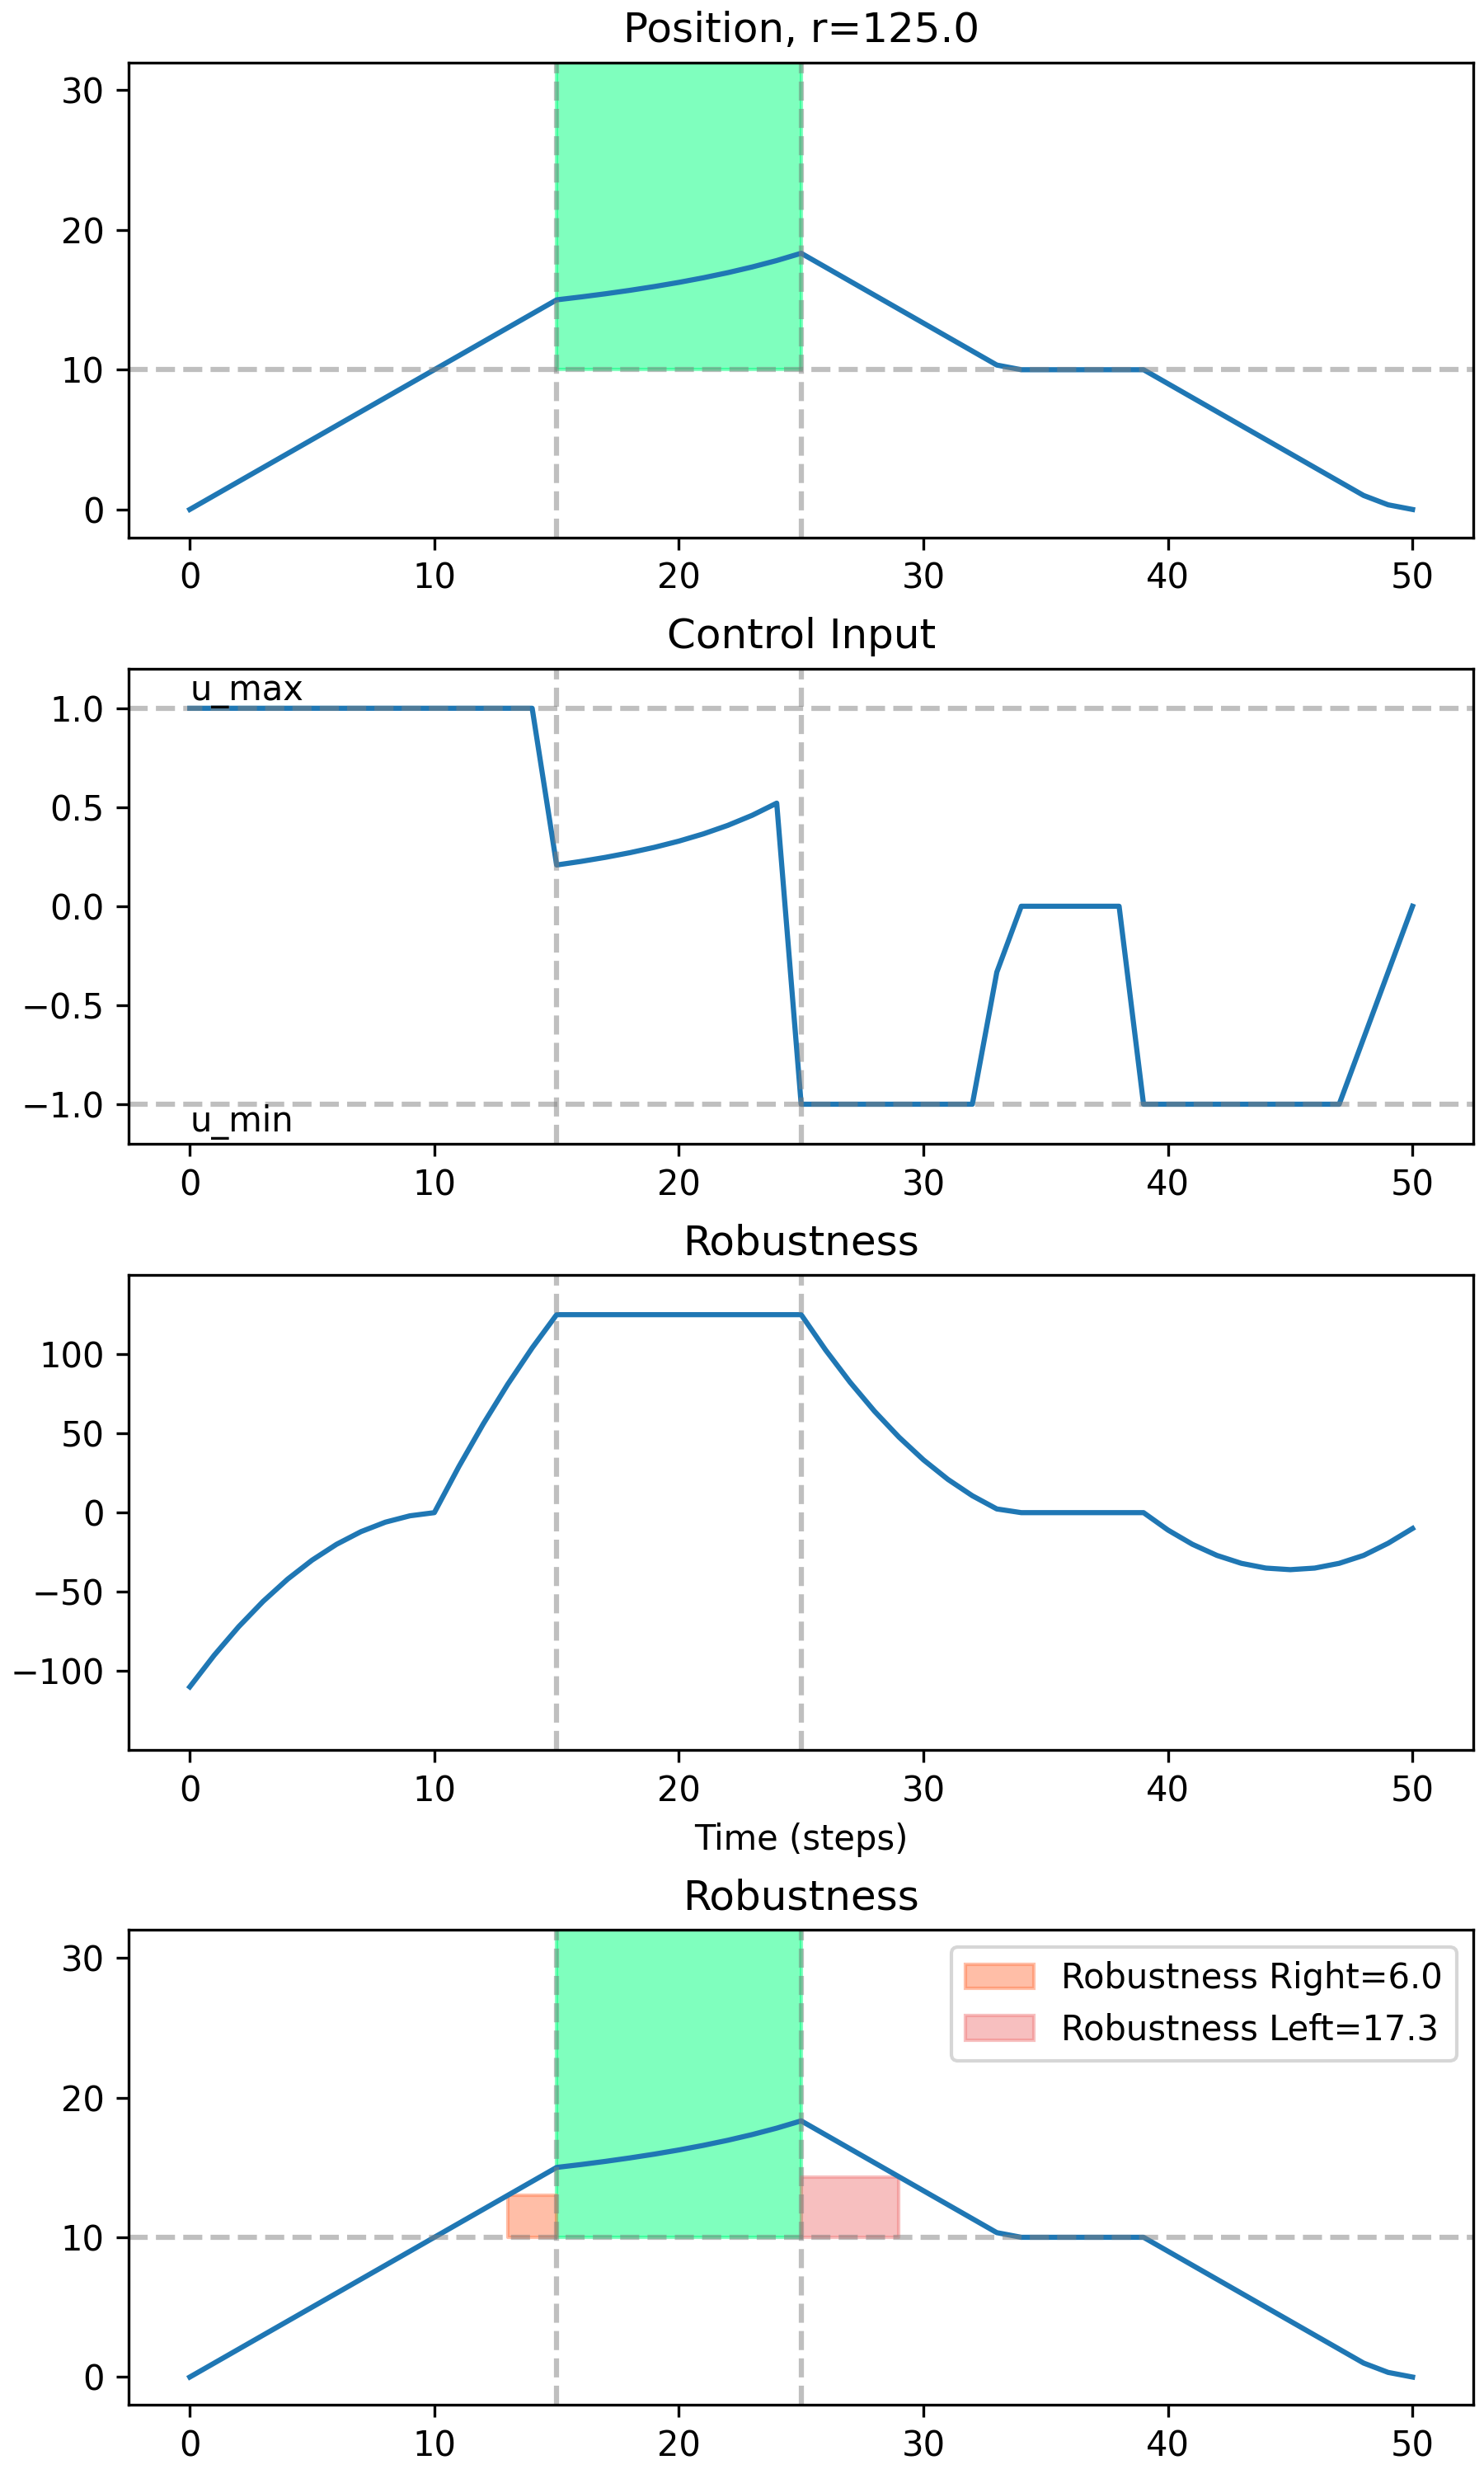 Position, r=125.0
30
20
10
0
0 10 20 30 40 50
Control Input
u_max
1.0
0.5
0.0
−0.5
−1.0
u_min
0 10 20 30 40 50
Robustness
100
50
0
−50
−100
0 10 20 30 40 50
Time (steps)
Robustness
30
Robustness Right=6.0
Robustness Left=17.3
20
10
0
0 10 20 30 40 50